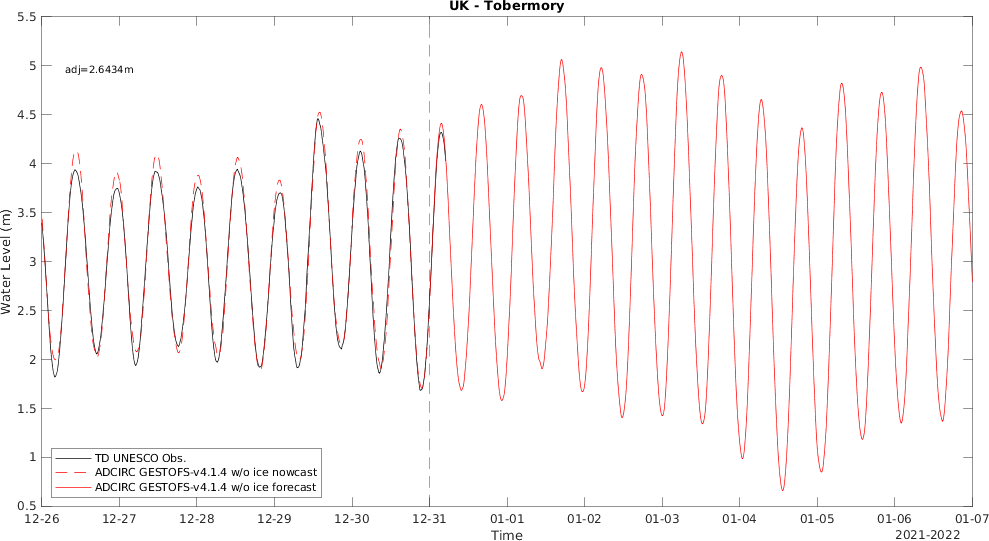 UK - Tobermory
adj=2.6434m
5.5
5
4.5
4
3.5
3
2.5
2
1.5
1
0.5
Water Level (m)
TD UNESCO Obs.
ADCIRC GESTOFS-v4.1.4 w/o ice nowcast
ADCIRC GESTOFS-v4.1.4 w/o ice forecast
12-26 12-27 12-28 12-29 12-30 12-31 01-01 01-02 01-03 01-04 01-05 01-06 01-07
Time
2021-2022